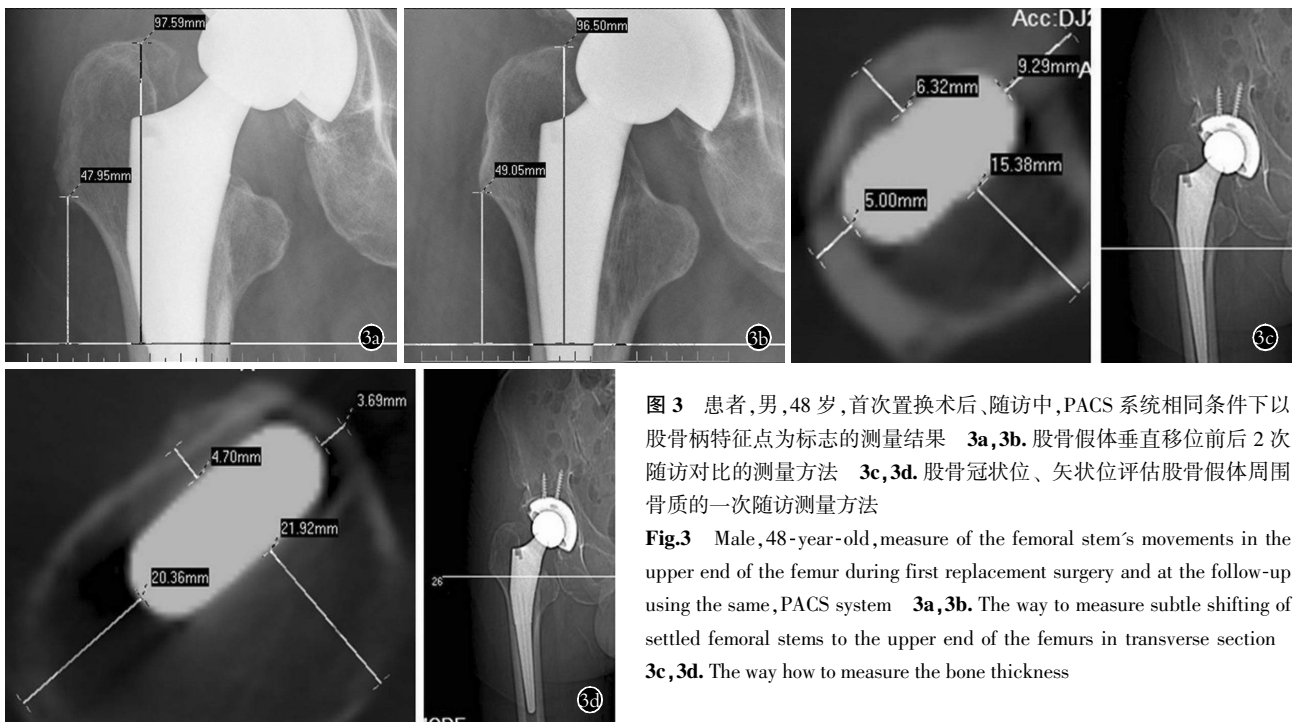 97.59mm
47.95mm
3a
96.50mm
49.05mm
3b
Acc:DJ2
9.29mm
6.32mm
15.38mm
5.00mm
3c
3.69mm
4.70mm
21.92mm
20.36mm
26
3d
图 3 患者,男,48 岁,首次置换术后、随访中,PACS 系统相同条件下以
股骨柄特征点为标志的测量结果 3a,3b. 股骨假体垂直移位前后 2 次
随访对比的测量方法 3c,3d. 股骨冠状位、矢状位评估股骨假体周围
骨质的一次随访测量方法
Fig.3 Male,48-year-old,measure of the femoral stem′s movements in the
upper end of the femur during first replacement surgery and at the follow-up
using the same,PACS system 3a,3b. The way to measure subtle shifting of
settled femoral stems to the upper end of the femurs in transverse section
3c,3d. The way how to measure the bone thickness